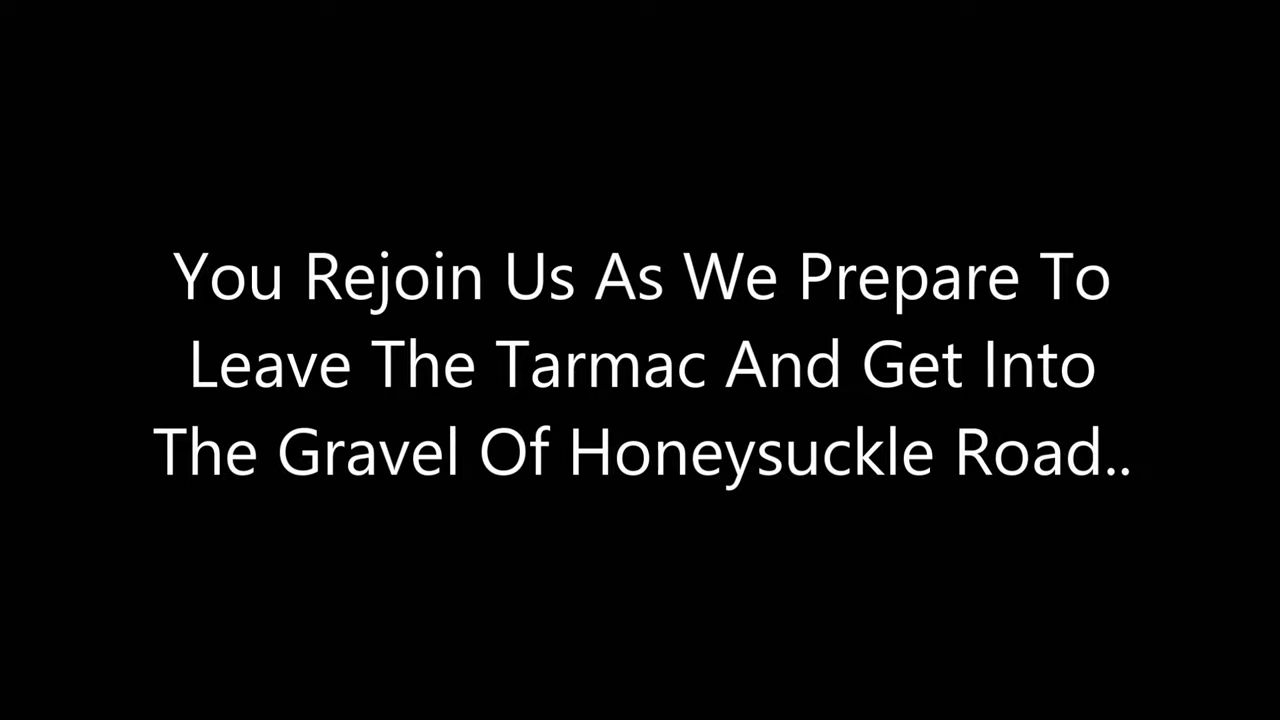 You Rejoin Us As We Prepare To
Leave The Tarmac And Get Into
The Gravel Of Honeysuckle Road..